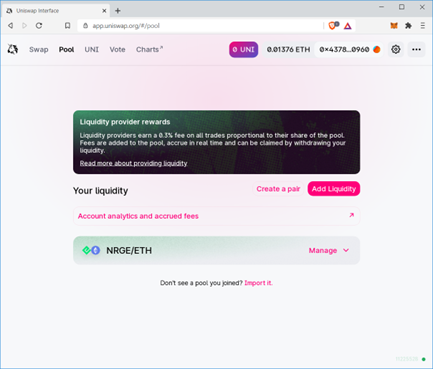 Uniswap Interface
app.uniswap.org/#/pool
Swap Pool UNI Vote Charts↗ 0 UNI 0.01376 ETH 0x4378...0960
Liquidity provider rewards
Liquidity providers earn a 0.3% fee on all trades proportional to their share of the pool.
Fees are added to the pool, accrue in real time and can be claimed by withdrawing your
liquidity.
Read more about providing liquidity
Your liquidity Create a pair Add Liquidity
Account analytics and accrued fees ↗
NRGE/ETH Manage
Don't see a pool you joined? Import it.